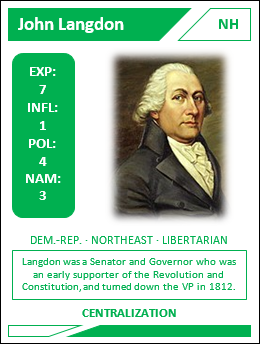 John Langdon NH
EXP:
7
INFL:
1
POL:
4
NAM:
3
DEM.-REP. · NORTHEAST · LIBERTARIAN
Langdon was a Senator and Governor who was
an early supporter of the Revolution and
Constitution, and turned down the VP in 1812.
CENTRALIZATION